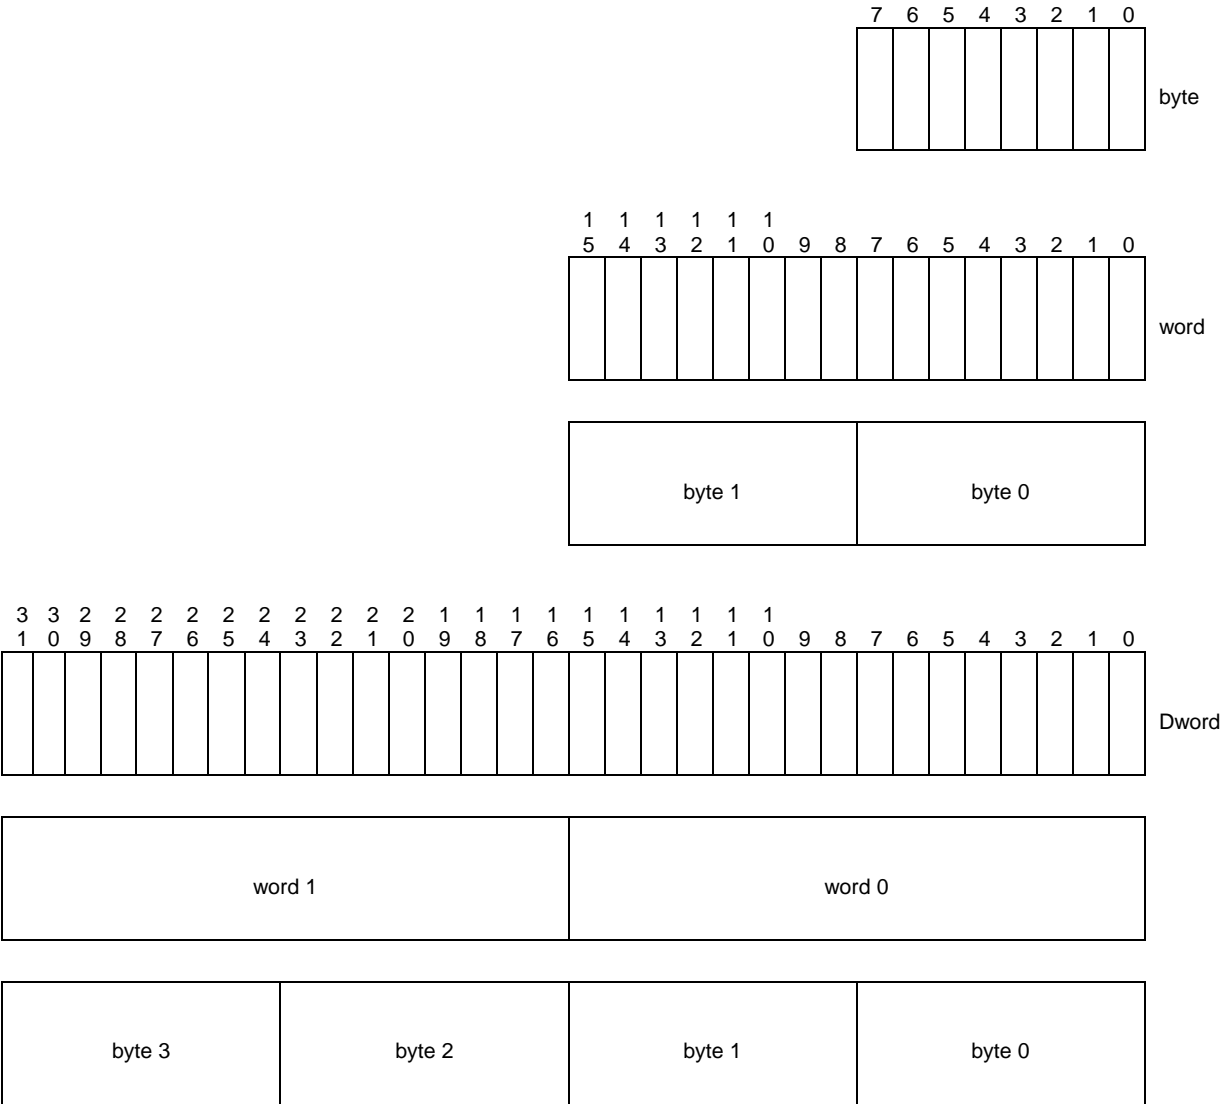 7 6 5 4 3 2 1 0
byte
1 1 1 1 1 1
5 4 3 2 1 0 9 8 7 6 5 4 3 2 1 0
word
byte 1 byte 0
3 3 2 2 2 2 2 2 2 2 2 2 1 1 1 1 1 1 1 1 1 1
1 0 9 8 7 6 5 4 3 2 1 0 9 8 7 6 5 4 3 2 1 0 9 8 7 6 5 4 3 2 1 0
Dword
word 1 word 0
byte 3 byte 2 byte 1 byte 0